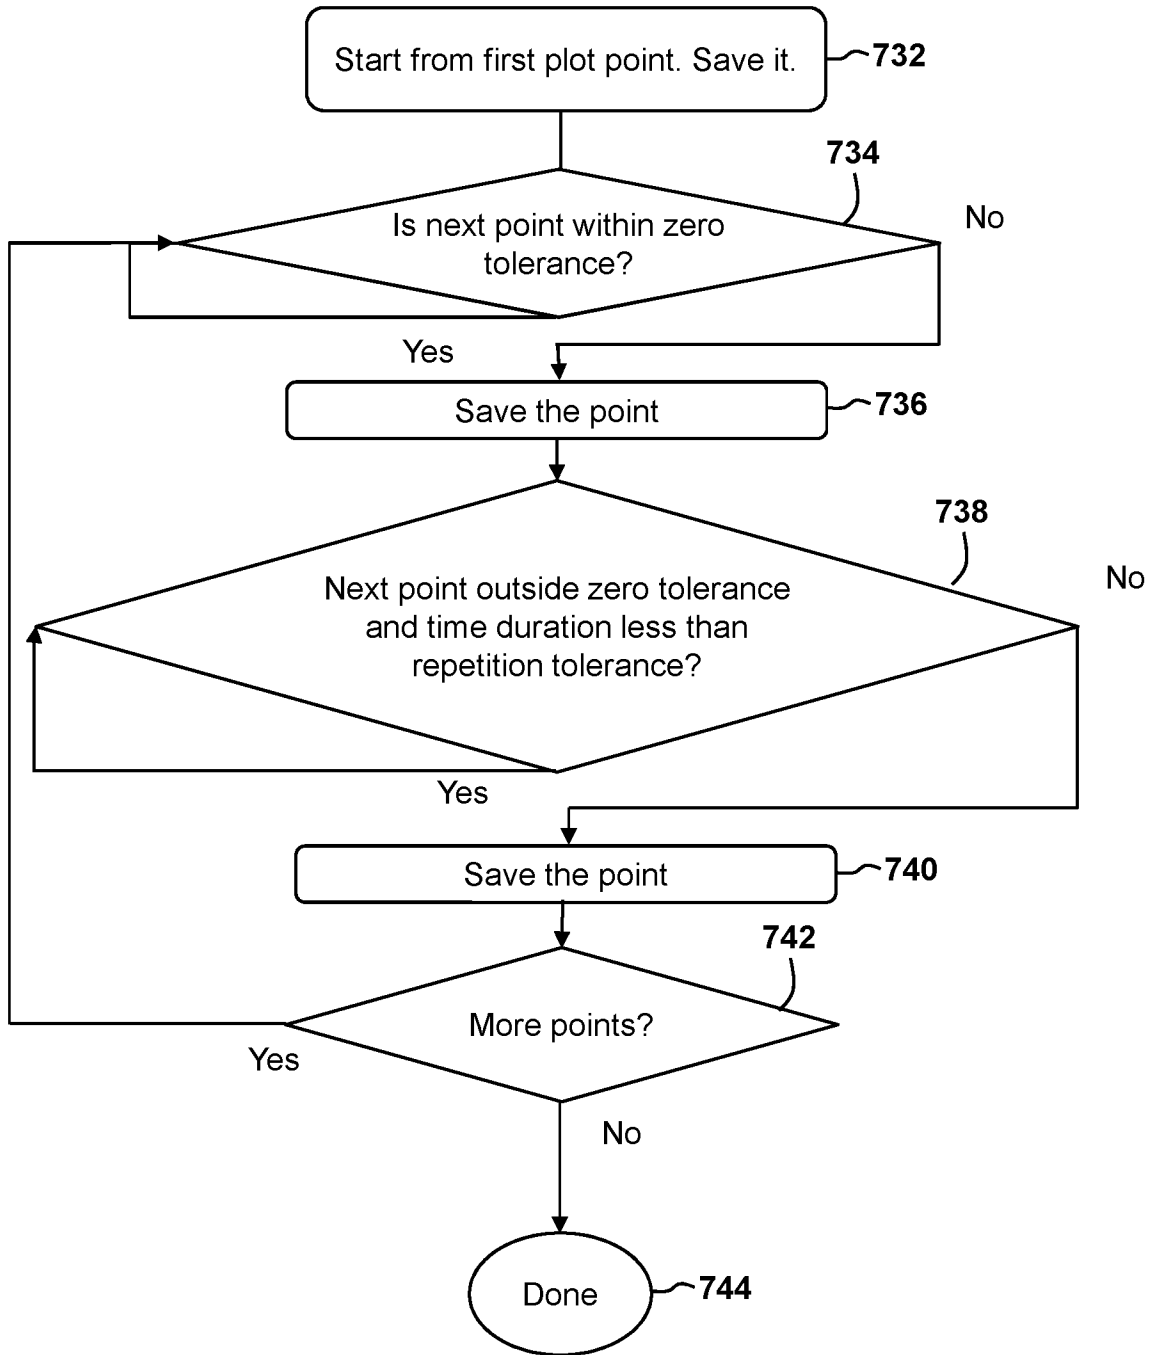 Start from first plot point. Save it.
732
734
Is next point within zero
tolerance?
No
Yes
Save the point
736
738
Next point outside zero tolerance
and time duration less than
repetition tolerance?
No
Yes
Save the point
740
742
More points?
Yes
No
Done
744